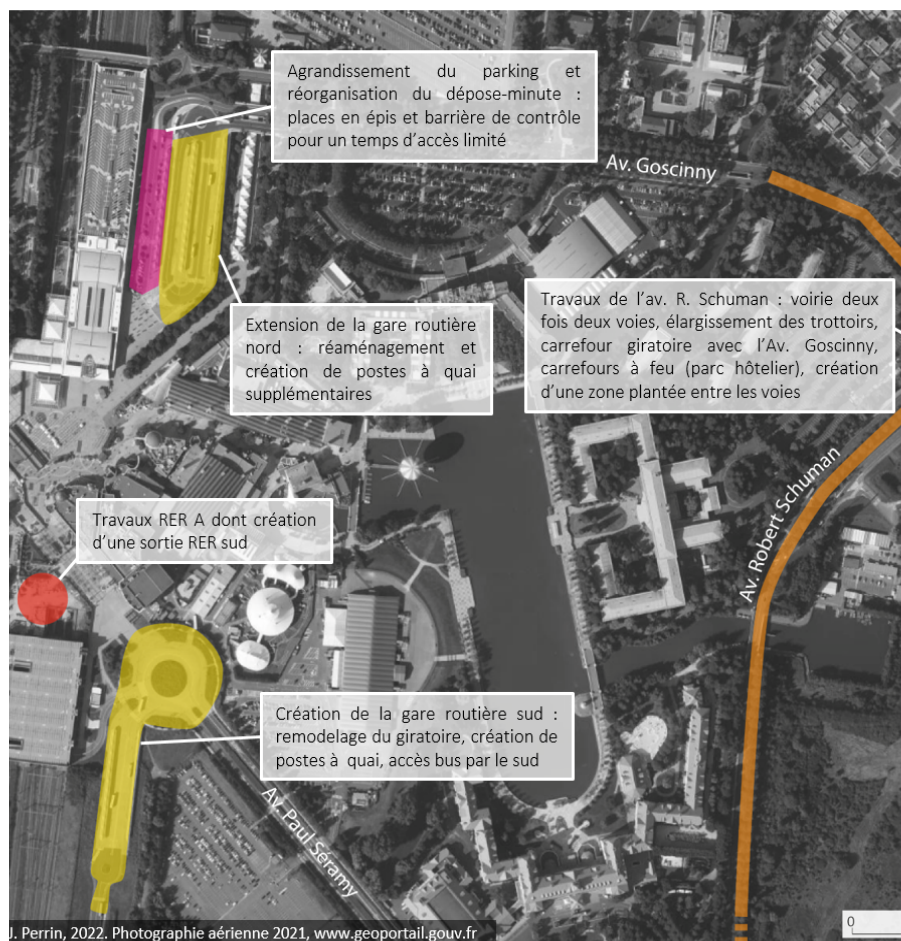 Agrandissement du parking et
réorganisation du dépose-minute :
places en épis et barrière de contrôle
pour un temps d'accès limité
Av. Goscinny
Extension de la gare routière
nord : réaménagement et
création de postes à quai
supplémentaires
Travaux de l'av. R. Schuman : voirie deux
fois deux voies, élargissement des trottoirs,
carrefour giratoire avec l'Av. Goscinny,
carrefours à feu (parc hôtelier), création
d'une zone plantée entre les voies
Av. Robert Schuman
Travaux RER A dont création
d'une sortie RER sud
Création de la gare routière sud :
remodelage du giratoire, création de
postes à quai, accès bus par le sud
Av. Paul Séramy
J. Perrin, 2022. Photographie aérienne 2021, www.geoportail.gouv.fr
0